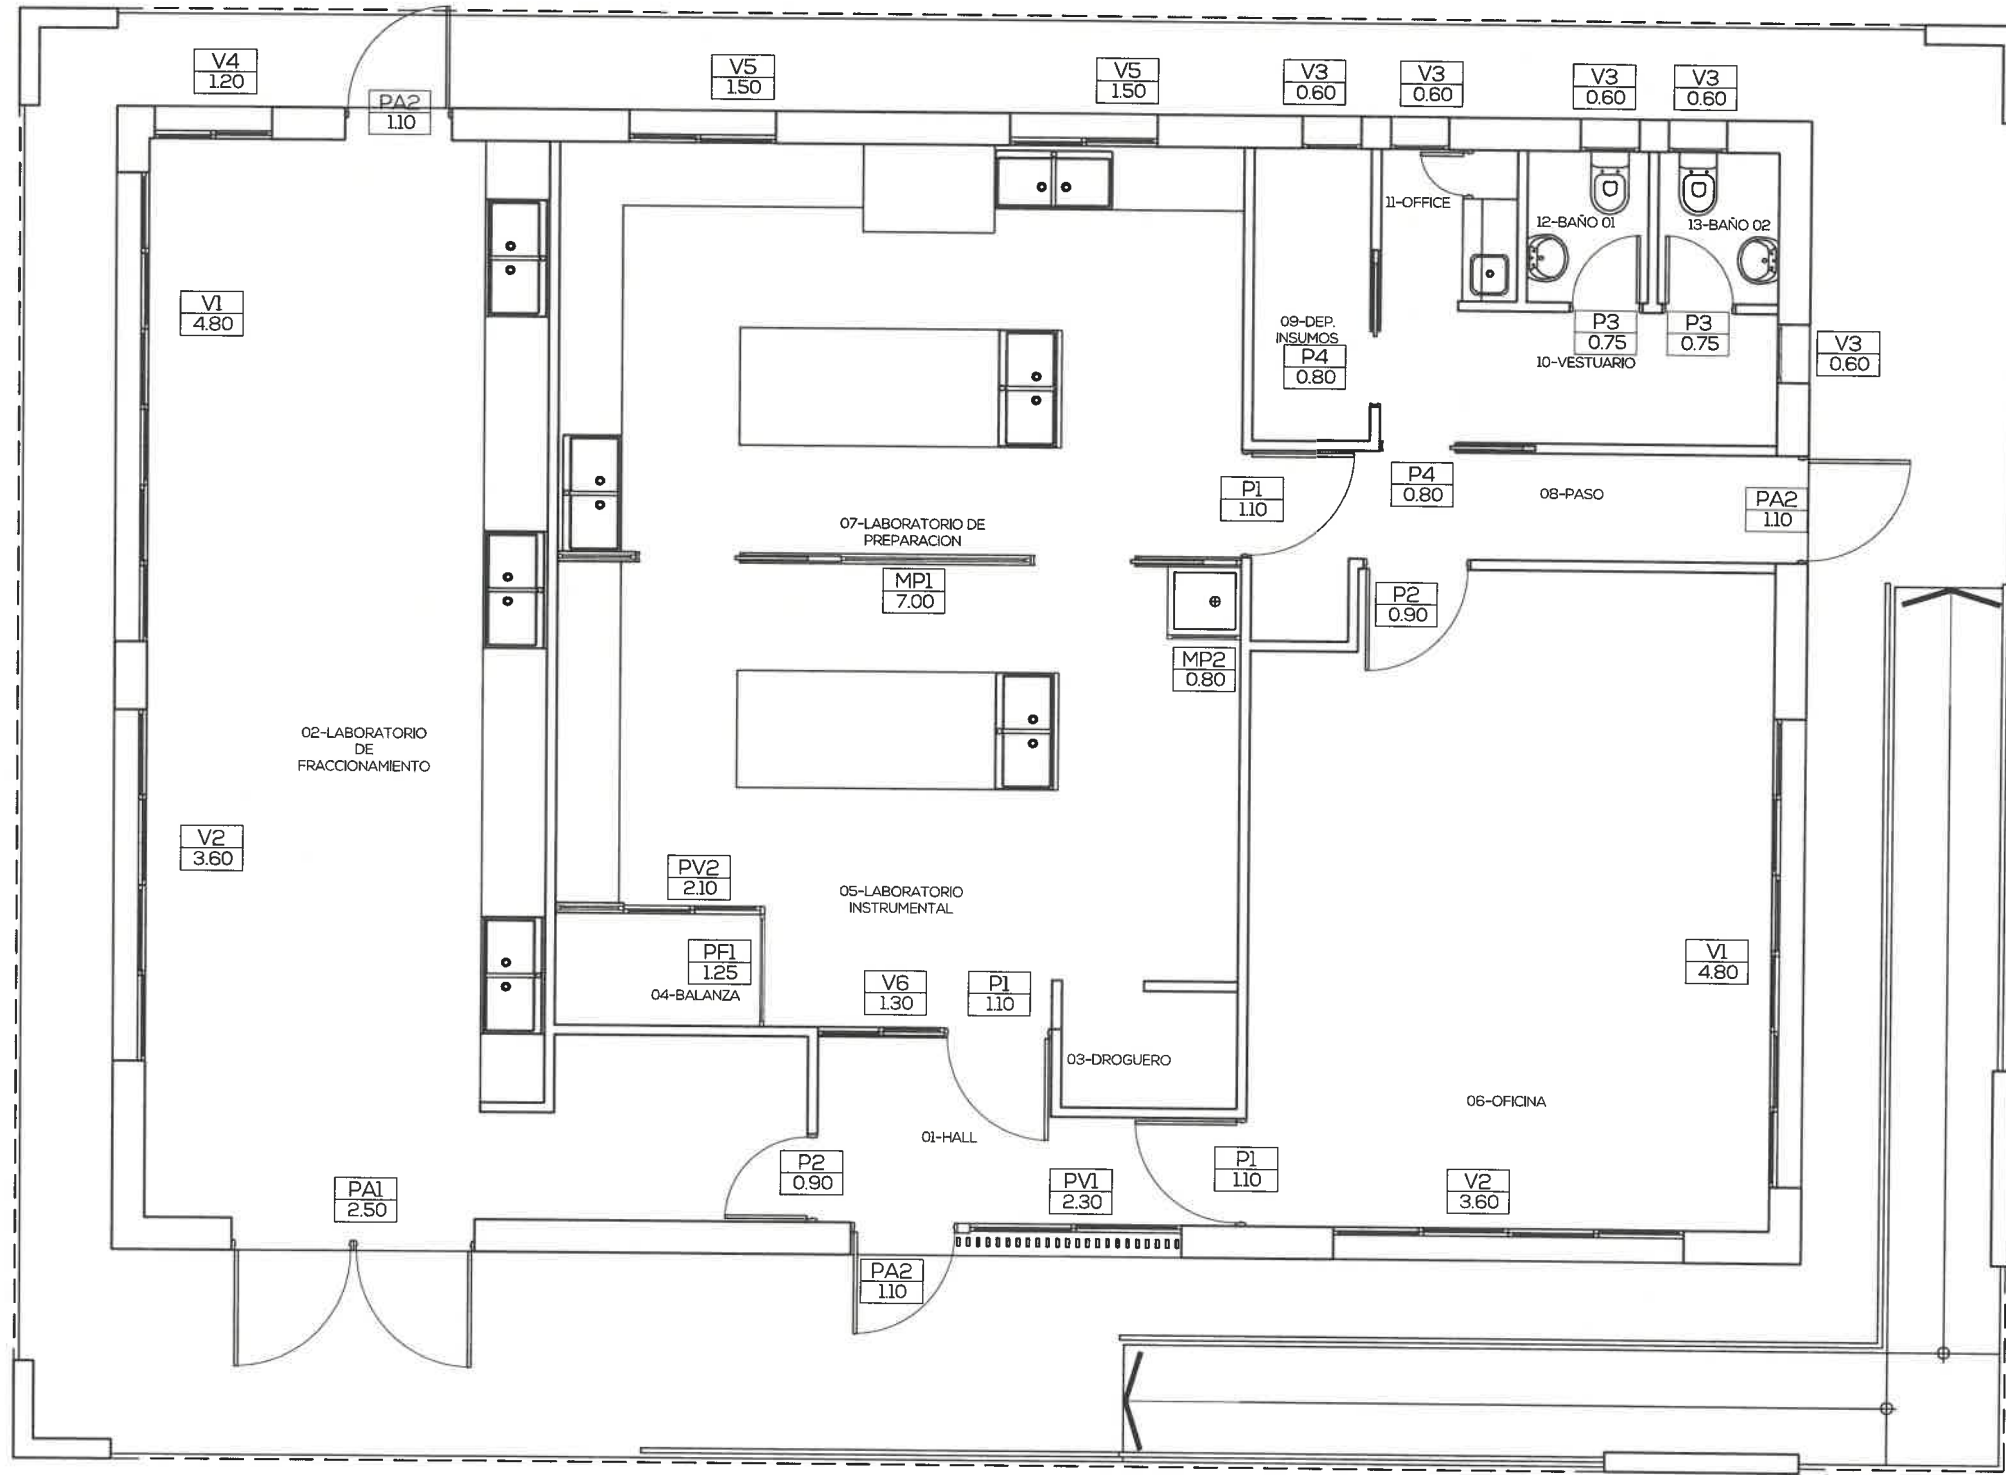 V4
1.20
PA2
1.10
V5
1.50
V5
1.50
V3
0.60
V3
0.60
V3
0.60
V3
0.60
11-OFFICE
12-BAÑO 01
13-BAÑO 02
V1
4.80
09-DEP.
INSUMOS
P4
0.80
P3
0.75
P3
0.75
10-VESTUARIO
V3
0.60
P1
1.10
P4
0.80
08-PASO
PA2
1.10
07-LABORATORIO DE
PREPARACION
MP1
7.00
P2
0.90
MP2
0.80
02-LABORATORIO
DE
FRACCIONAMIENTO
V2
3.60
PV2
2.10
05-LABORATORIO
INSTRUMENTAL
PF1
1.25
04-BALANZA
V6
1.30
P1
1.10
V1
4.80
03-DROGUERO
06-OFICINA
01-HALL
P2
0.90
PV1
2.30
P1
1.10
V2
3.60
PA1
2.50
PA2
1.10